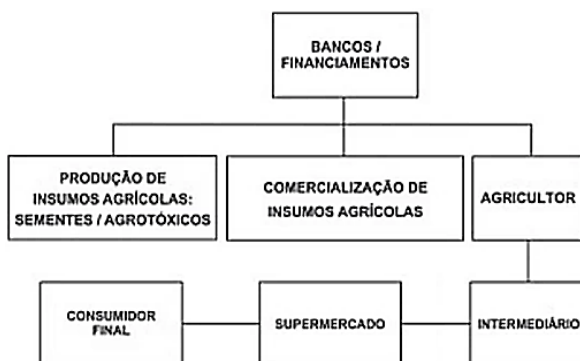 BANCOS /
FINANCIAMENTOS
PRODUÇÃO DE
INSUMOS AGRÍCOLAS:
SEMENTES / AGROTÓXICOS
COMERCIALIZAÇÃO DE
INSUMOS AGRÍCOLAS
AGRICULTOR
CONSUMIDOR
FINAL
SUPERMERCADO
INTERMEDIÁRIO